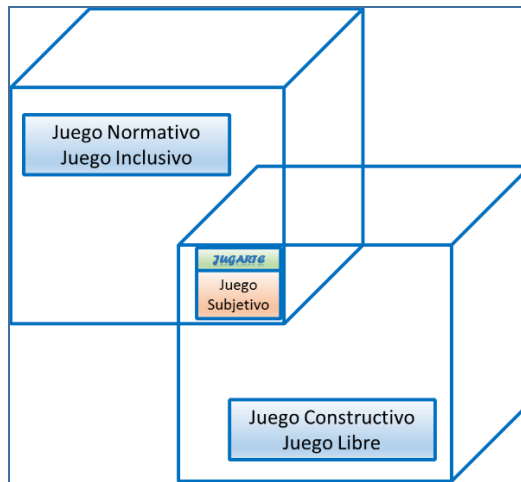 Juego Normativo
Juego Inclusivo
JUGARTE
Juego
Subjetivo
Juego Constructivo
Juego Libre